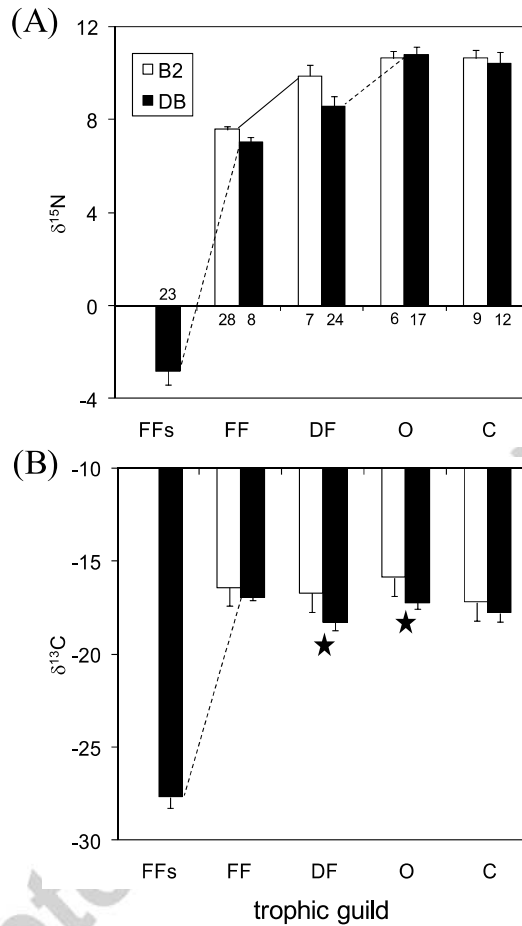 (A)
12
8
4
0
-4
δ¹⁵N
B2
DB
23
28 8 7 24 6 17 9 12
FFs FF DF O C
(B)
-10
-15
-20
-25
-30
δ¹³C
FFs FF DF O C
trophic guild